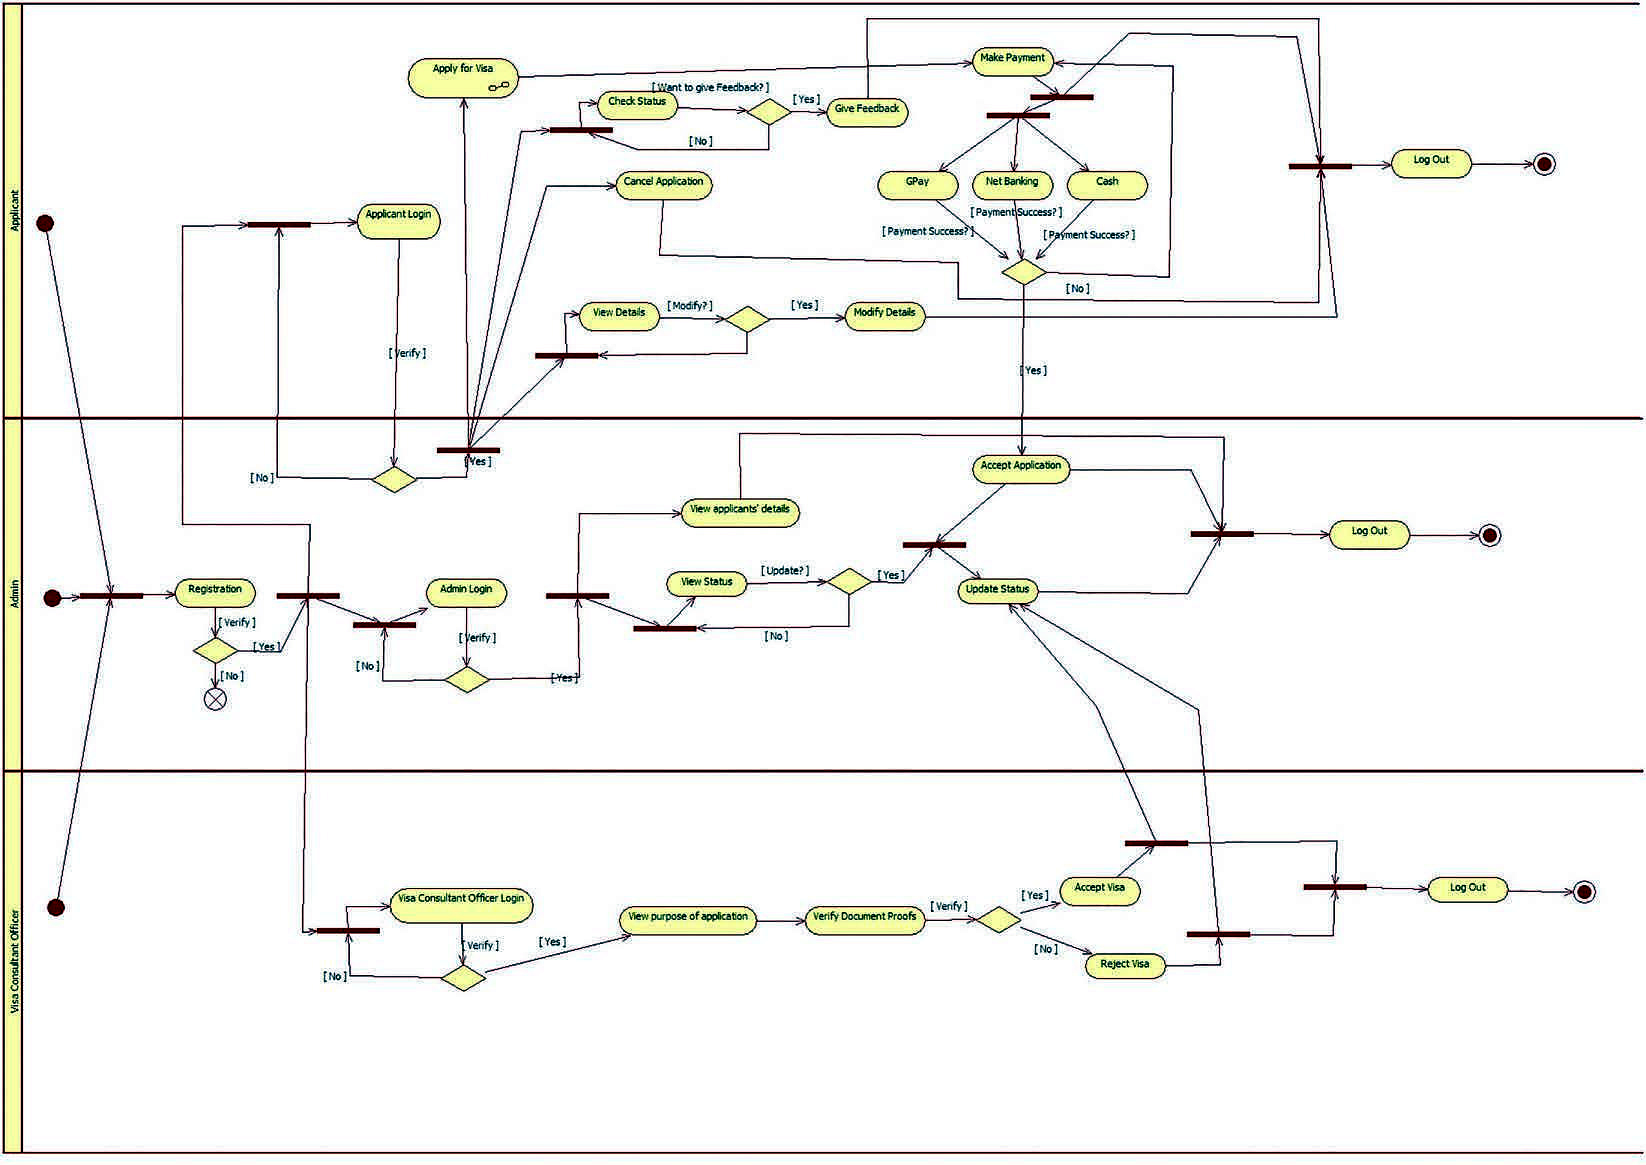 Applicant
Apply for Visa
Make Payment
[ Want to give Feedback? ]
Check Status
[ Yes ]
Give Feedback
[ No ]
Log Out
Cancel Application
GPay
Net Banking
Cash
Applicant Login
[ Payment Success? ]
[ Payment Success? ]
[ Payment Success? ]
[ No ]
View Details
[ Modify? ]
[ Yes ]
Modify Details
[ Verify ]
[ Yes ]
Admin
[ Yes ]
[ No ]
Accept Application
View applicants' details
Log Out
Registration
Admin Login
View Status
[ Update? ]
[ Yes ]
Update Status
[ Verify ]
[ Verify ]
[ No ]
[ Yes ]
[ No ]
[ No ]
[ Yes ]
Visa Consultant Officer
Visa Consultant Officer Login
Accept Visa
Log Out
[ Yes ]
[ Verify ]
View purpose of application
Verify Document Proofs
[ Verify ]
[ Yes ]
[ No ]
[ No ]
Reject Visa